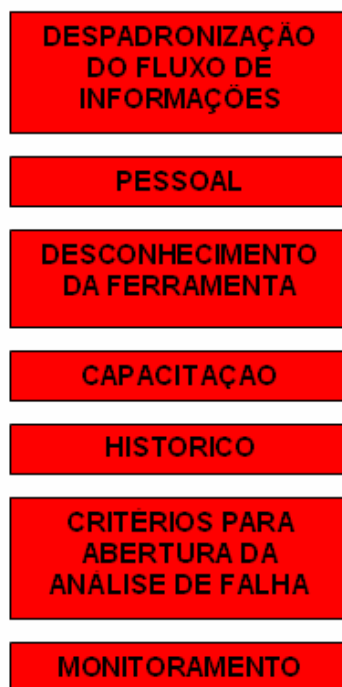 DESPADRONIZAÇÃO
DO FLUXO DE
INFORMAÇÕES
PESSOAL
DESCONHECIMENTO
DA FERRAMENTA
CAPACITAÇAO
HISTORICO
CRITERIOS PARA
ABERTURA DA
ANALISE DE FALHA
MONITORAMENTO